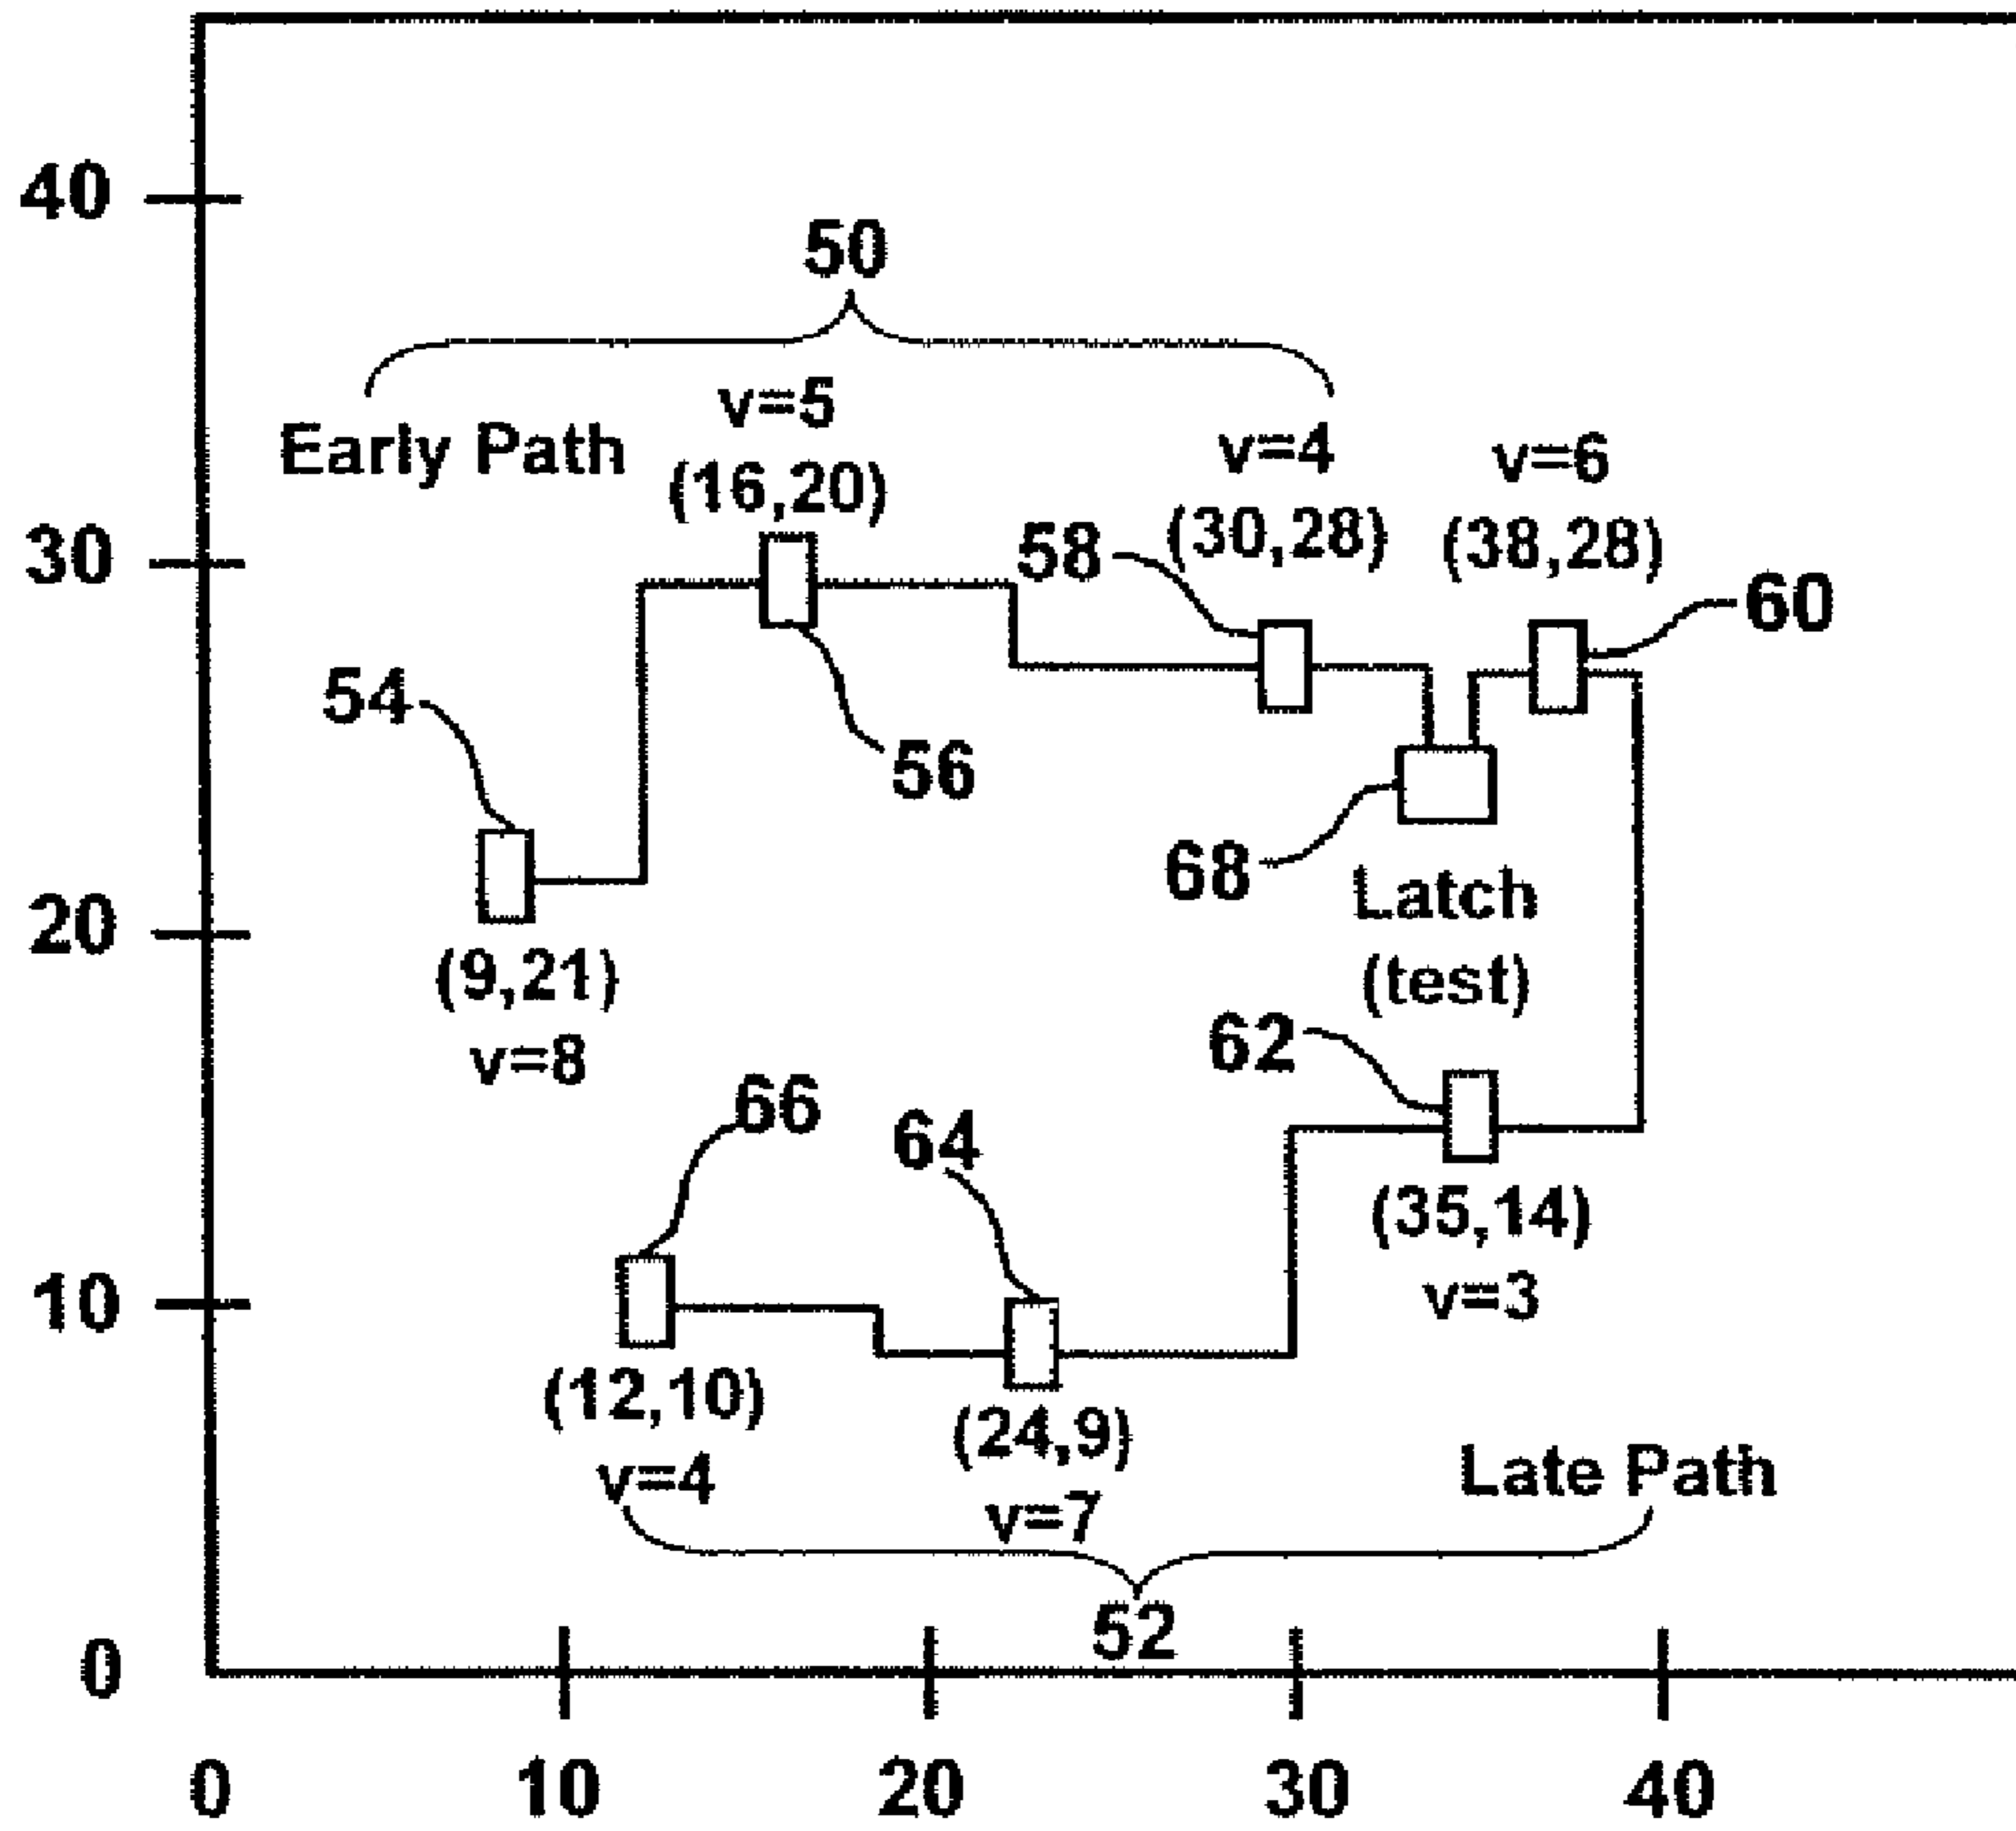 40
50
v=5
Early Path
v=4
v=6
(16,20)
(30,28)
(38,28)
30
58
60
54
56
68
Latch
20
(test)
(9,21)
62
v=8
66
64
(35,14)
10
v=3
(12,10)
(24,9)
v=4
Late Path
v=7
52
0
0
10
20
30
40